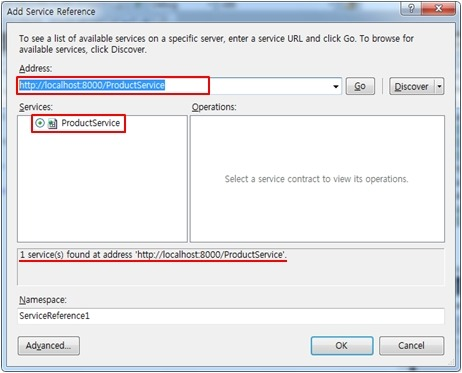 Add Service Reference
To see a list of available services on a specific server, enter a service URL and click Go. To browse for
available services, click Discover.
Address:
http://localhost:8000/ProductService
Go
Discover
Services:
Operations:
ProductService
Select a service contract to view its operations.
1 service(s) found at address 'http://localhost:8000/ProductService'.
Namespace:
ServiceReference1
Advanced...
OK
Cancel